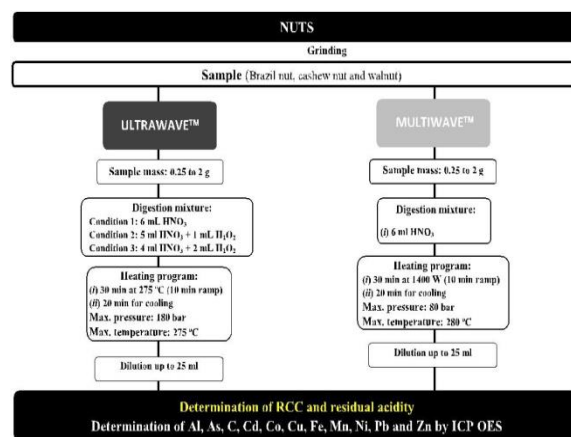 NUTS
Grinding
Sample (Brazil nut, cashew nut and walnut)
ULTRAWAVE™
Sample mass: 0.25 to 2 g
Digestion mixture:
Condition 1: 6 mL HNO₃
Condition 2: 5 ml HNO₃ + 1 mL H₂O₂
Condition 3: 4 ml HNO₃ + 2 mL H₂O₂
Heating program:
(i) 30 min at 275 °C (10 min ramp)
(ii) 20 min for cooling
Max. pressure: 180 bar
Max. temperature: 275 °C
Dilution up to 25 ml
MULTIWAVE™
Sample mass: 0.25 to 2 g
Digestion mixture:
(i) 6 mL HNO₃
Heating program:
(i) 30 min at 1400 W (10 min ramp)
(ii) 20 min for cooling
Max. pressure: 80 bar
Max. temperature: 280 °C
Dilution up to 25 ml
Determination of RCC and residual acidity
Determination of Al, As, C, Cd, Co, Cu, Fe, Mn, Ni, Pb and Zn by ICP OES